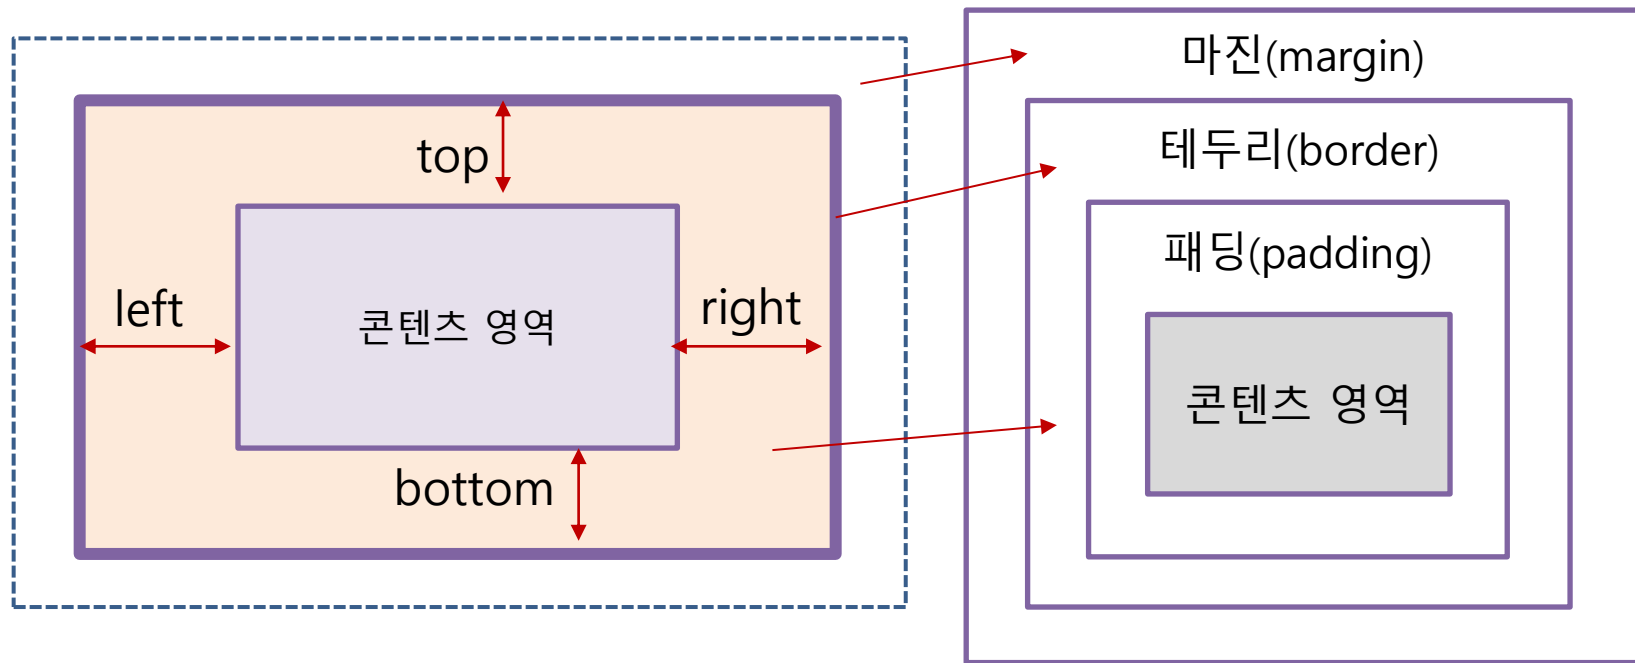 top
left
콘텐츠 영역
right
bottom
마진(margin)
테두리(border)
패딩(padding)
콘텐츠 영역